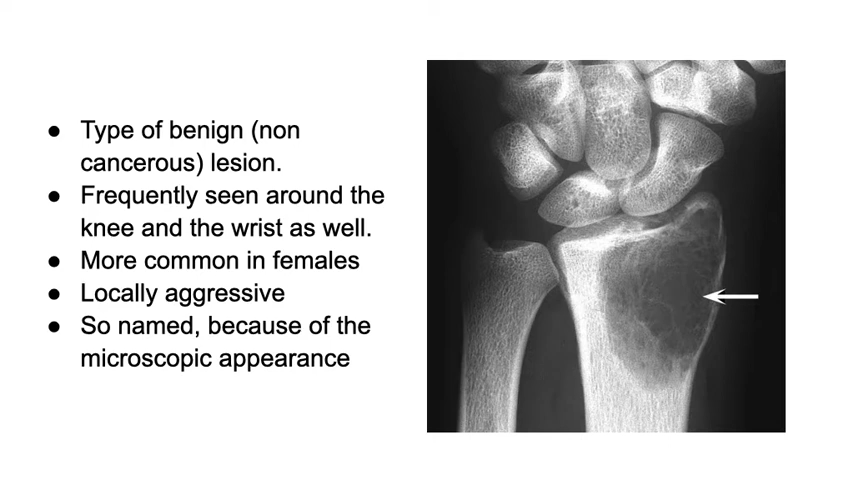 ● Type of benign (non
cancerous) lesion.
● Frequently seen around the
knee and the wrist as well.
● More common in females
● Locally aggressive
● So named, because of the
microscopic appearance